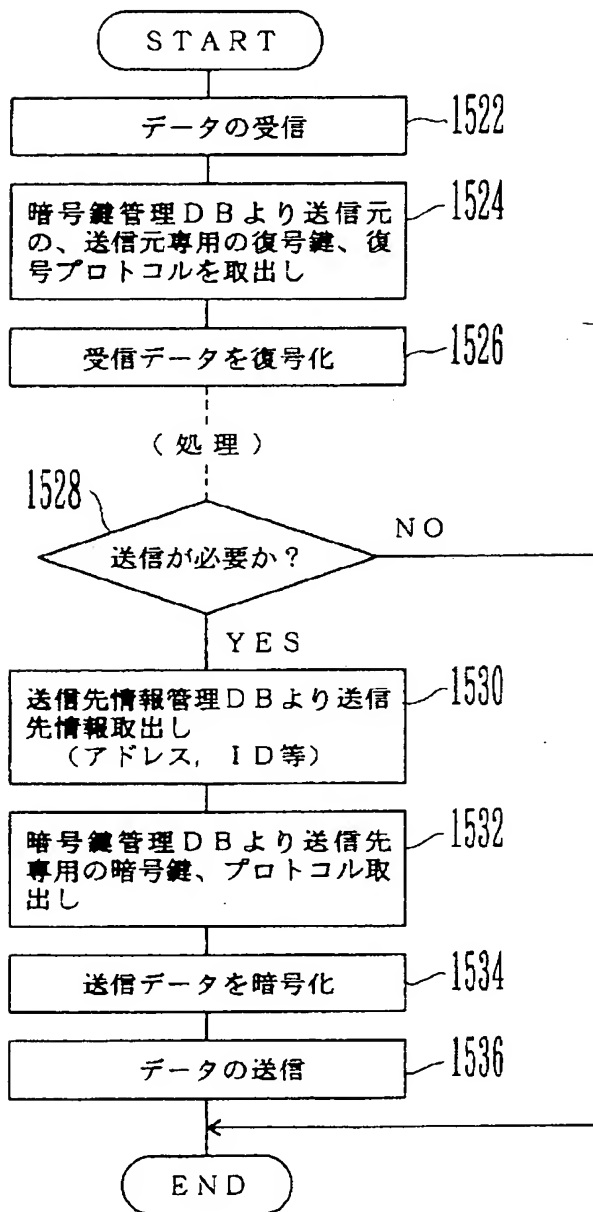 START
データの受信
1522
暗号鍵管理DBより送信元
の、送信元専用の復号鍵、復
号プロトコルを取出し
1524
受信データを復号化
1526
(処理)
1528
送信が必要か?
NO
YES
送信先情報管理DBより送信
先情報取出し
(アドレス, ID等)
1530
暗号鍵管理DBより送信先
専用の暗号鍵、プロトコル取
出し
1532
送信データを暗号化
1534
データの送信
1536
END